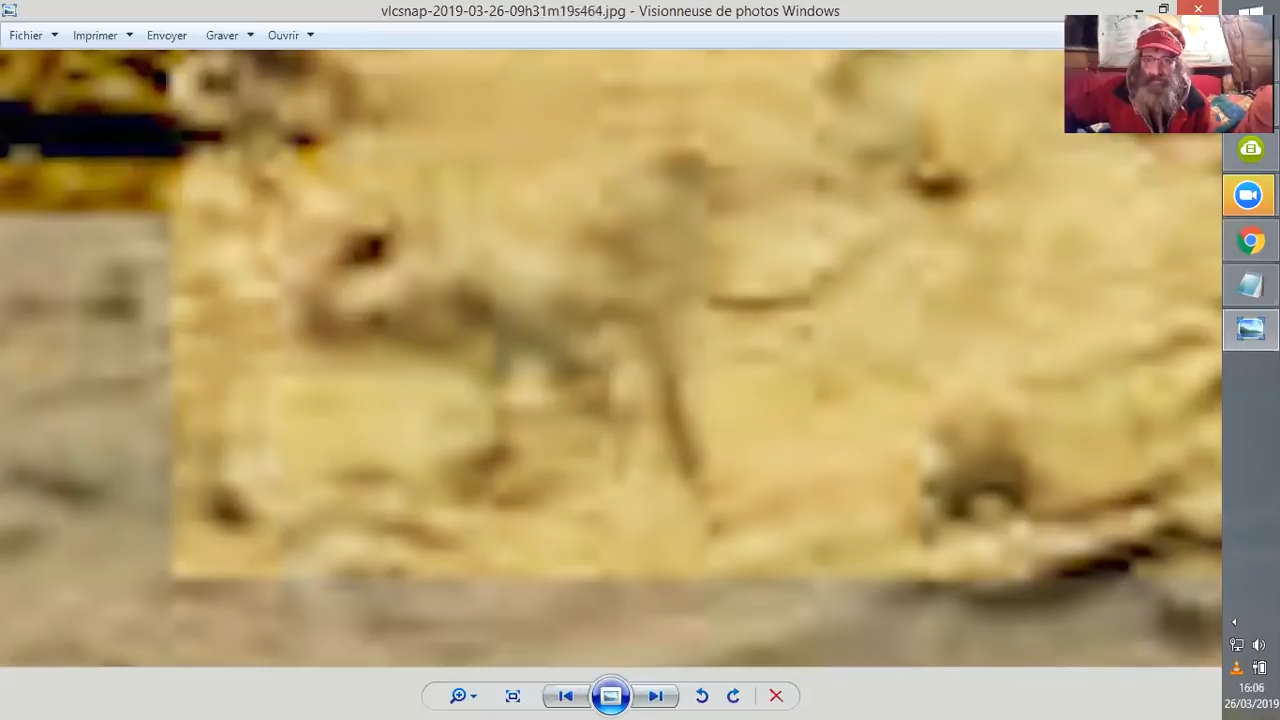 vlcsnap-2019-03-26-09h31m19s464.jpg - Visionneuse de photos Windows
Fichier Imprimer Envoyer Graver Ouvrir
16:06
26/03/2019